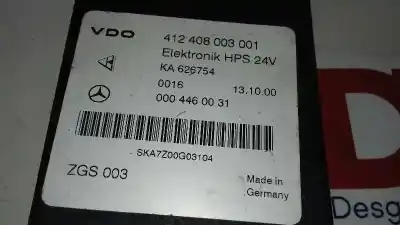 VDO 412 408 003 001
Elektronik HPS 24V
KA 626754
0016 13.10.00
000 446 00 31
SKA7Z00G03104
ZGS 003
Made in
Germany
D
Desg